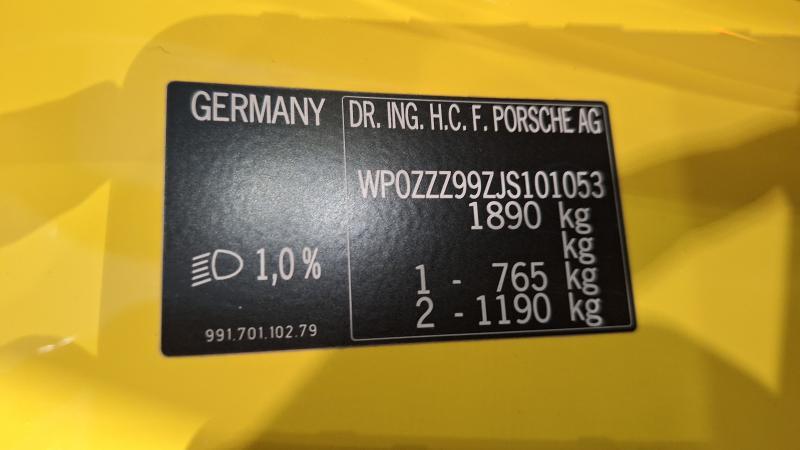 GERMANY
DR. ING. H.C. F. PORSCHE AG
WP0ZZZ99ZJS101053
1890 kg
kg
1 - 765 kg
2 - 1190 kg
1,0 %
991.701.102.79